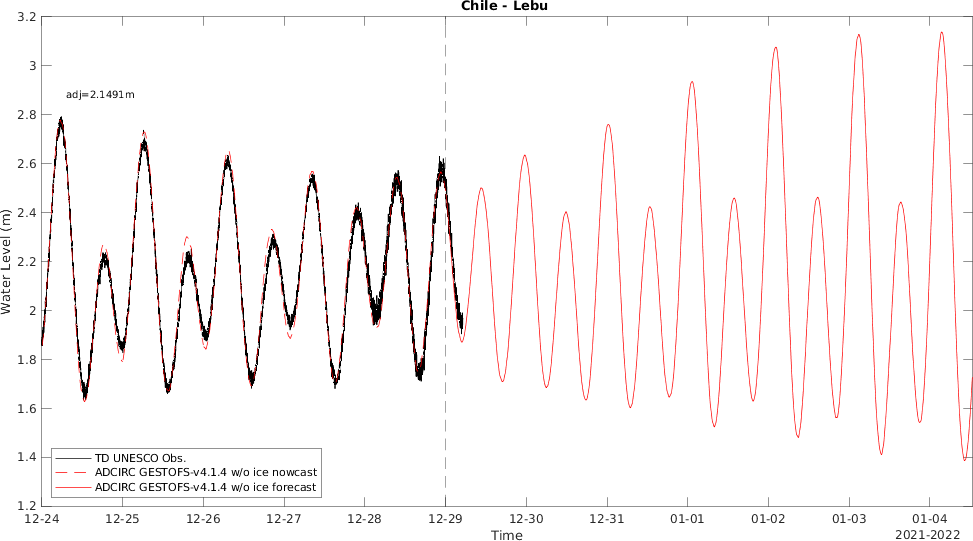 Chile - Lebu
3.2
3
2.8
2.6
2.4
2.2
2
1.8
1.6
1.4
1.2
Water Level (m)
adj=2.1491m
TD UNESCO Obs.
ADCIRC GESTOFS-v4.1.4 w/o ice nowcast
ADCIRC GESTOFS-v4.1.4 w/o ice forecast
12-24 12-25 12-26 12-27 12-28 12-29 12-30 12-31 01-01 01-02 01-03 01-04
Time
2021-2022